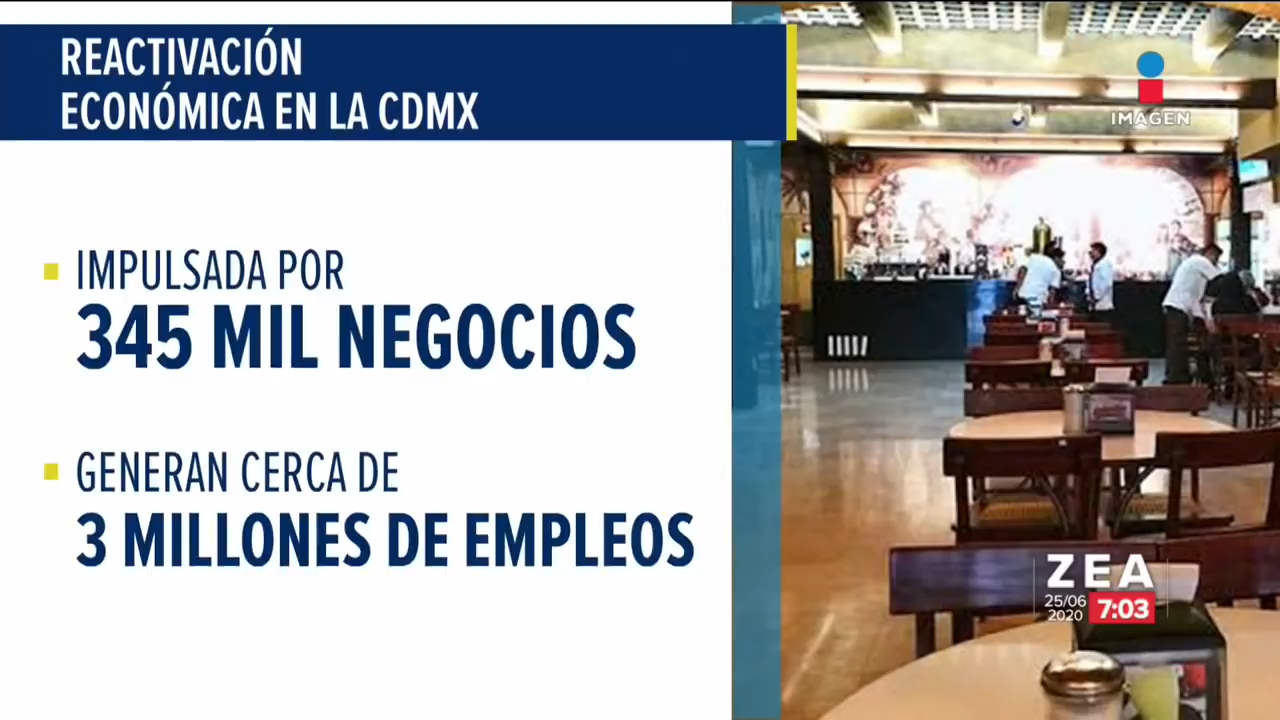 REACTIVACIÓN
ECONÓMICA EN LA CDMX
IMAGEN
IMPULSADA POR
345 MIL NEGOCIOS
GENERAN CERCA DE
3 MILLONES DE EMPLEOS
ZEA
25/06
2020
7:03